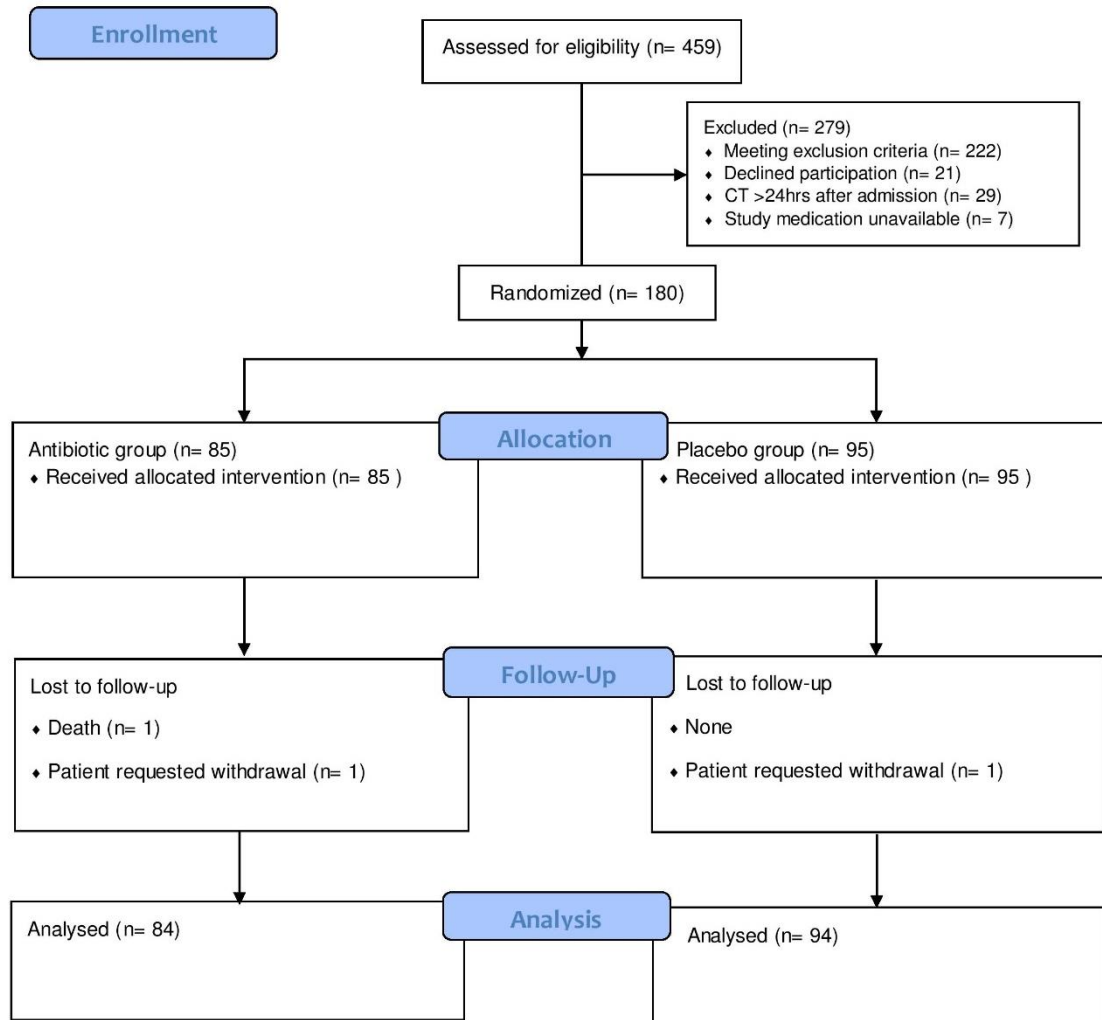 Enrollment
Assessed for eligibility (n= 459)
Excluded (n= 279)
♦ Meeting exclusion criteria (n= 222)
♦ Declined participation (n= 21)
♦ CT >24hrs after admission (n= 29)
♦ Study medication unavailable (n= 7)
Randomized (n= 180)
Allocation
Antibiotic group (n= 85)
♦ Received allocated intervention (n= 85 )
Placebo group (n= 95)
♦ Received allocated intervention (n= 95 )
Follow-Up
Lost to follow-up
♦ Death (n= 1)
♦ Patient requested withdrawal (n= 1)
Lost to follow-up
♦ None
♦ Patient requested withdrawal (n= 1)
Analysis
Analysed (n= 84)
Analysed (n= 94)